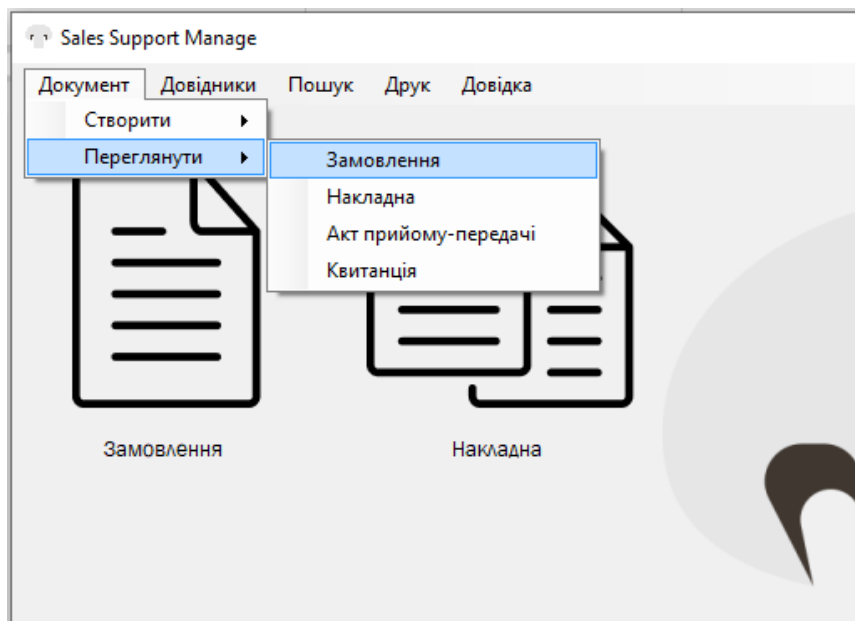 Sales Support Manage
Документ Довідники Пошук Друк Довідка
Створити
Переглянути
Замовлення
Накладна
Акт прийому-передачі
Квитанція
Замовлення
Накладна